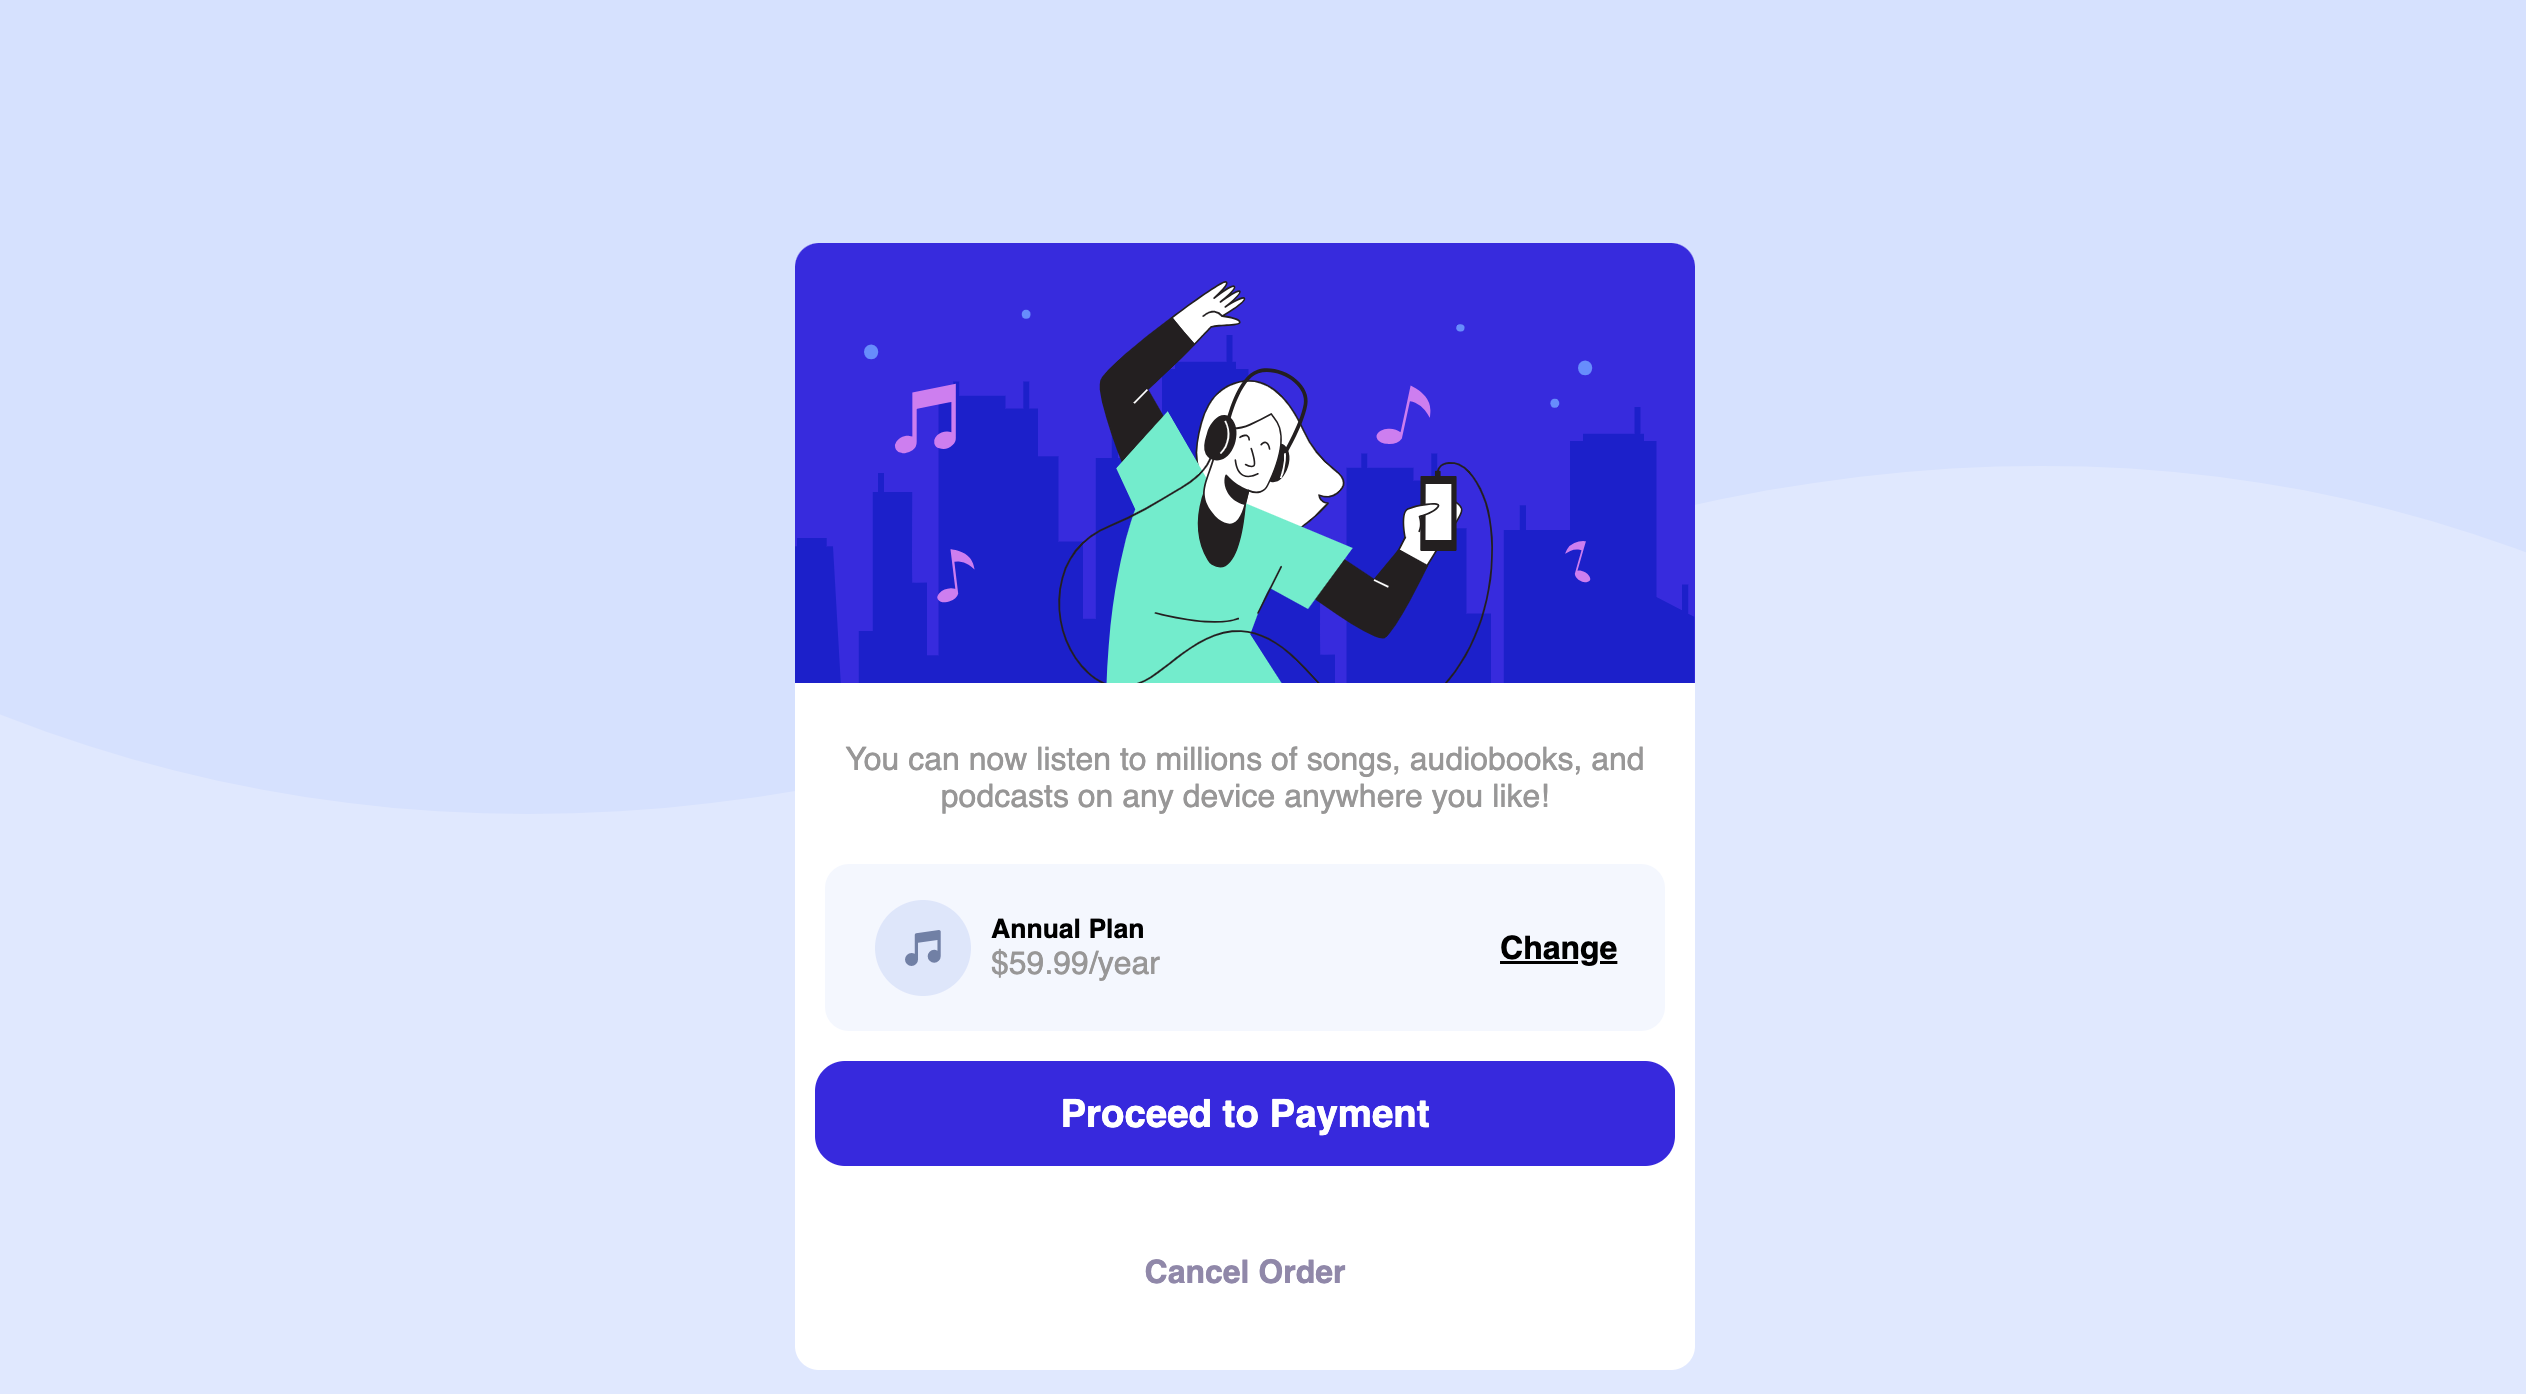 You can now listen to millions of songs, audiobooks, and
podcasts on any device anywhere you like!
Annual Plan
$59.99/year
Change
Proceed to Payment
Cancel Order